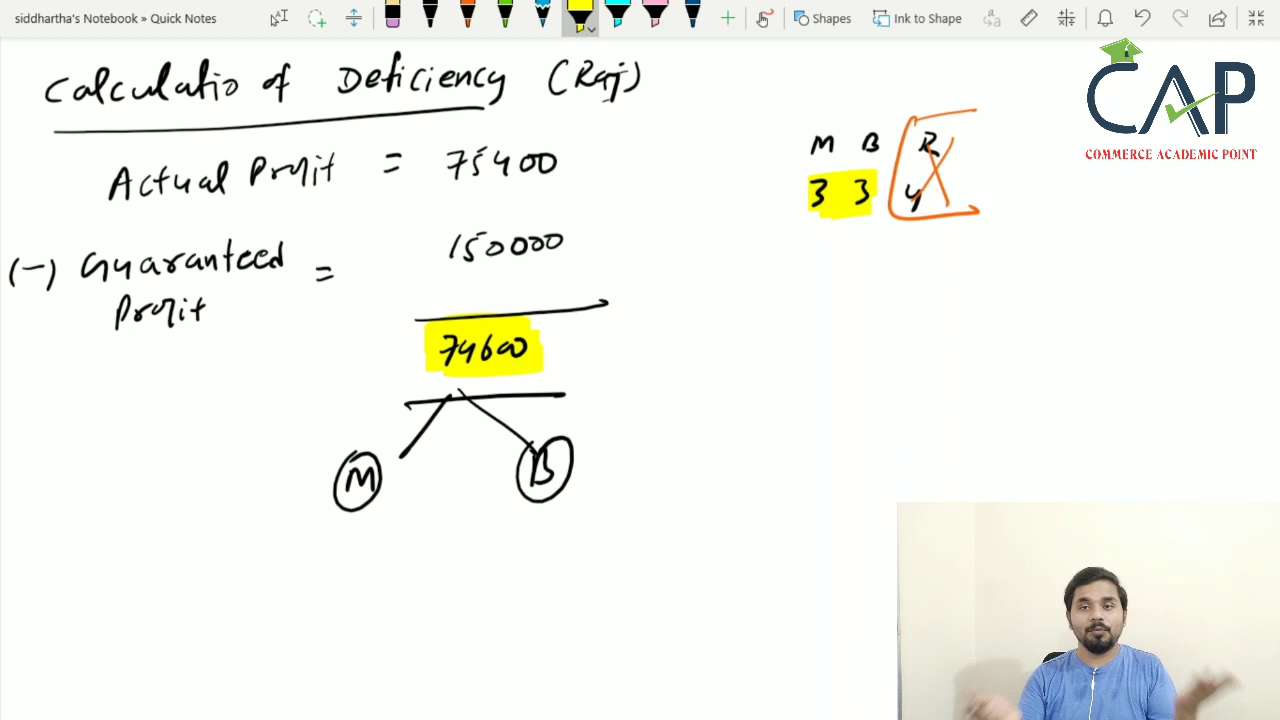 siddhartha's Notebook » Quick Notes
Shapes
Ink to Shape
CAP
COMMERCE ACADEMIC POINT
Calculatio of Deficiency (Raj)
Actual Profit = 75400
(-) Guaranteed = 150000
Profit
74600
M B
M B R
3 3 4